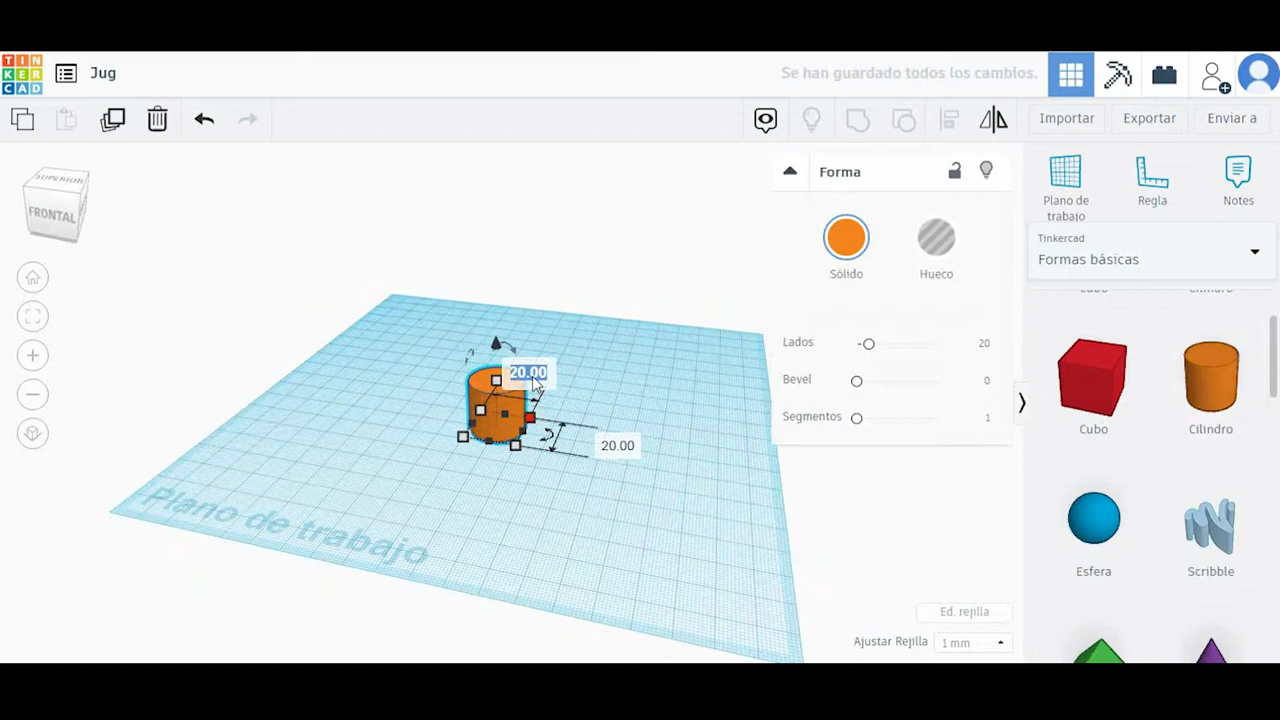 TIN
KER
CAD
Jug
Se han guardado todos los cambios.
Importar
Exportar
Enviar a
SUPERIOR
FRONTAL
Forma
Sólido
Hueco
Lados
20
Bevel
0
Segmentos
1
Plano de
trabajo
Regla
Notes
Tinkercad
Formas básicas
Cubo
Cilindro
Cubo
Cilindro
Esfera
Scribble
20.00
20.00
Plano de trabajo
Ed. rejilla
Ajustar Rejilla
1 mm